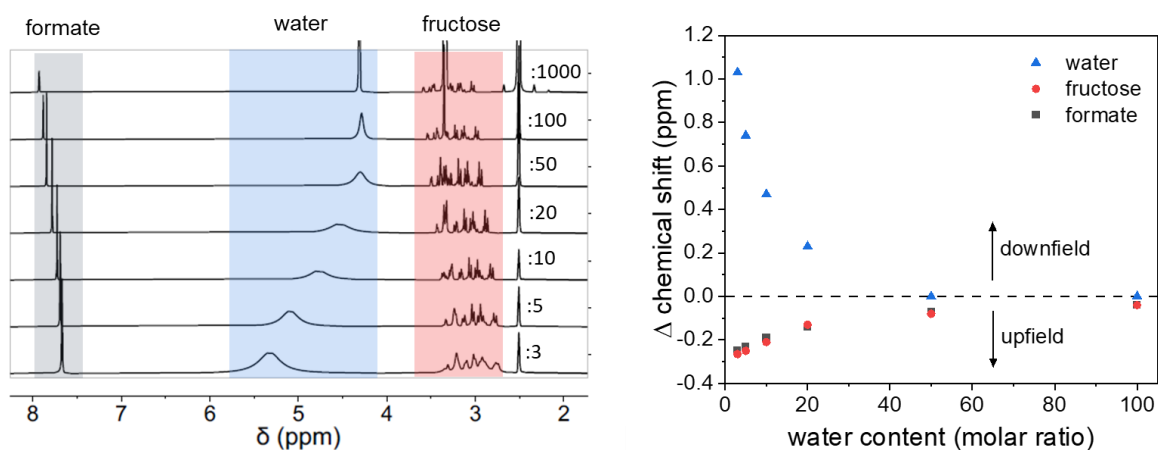 formate water fructose
:1000
:100
:50
:20
:10
:5
:3
8 7 6 5 4 3 2
δ (ppm)
1.2
1.0
0.8
0.6
0.4
0.2
0.0
-0.2
-0.4
Δ chemical shift (ppm)
water
fructose
formate
downfield
upfield
0 20 40 60 80 100
water content (molar ratio)